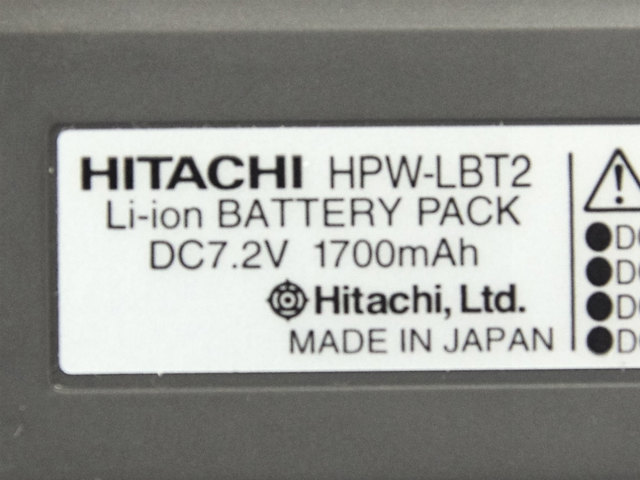 HITACHI HPW-LBT2
Li-ion BATTERY PACK
DC7.2V 1700mAh
Hitachi, Ltd.
MADE IN JAPAN